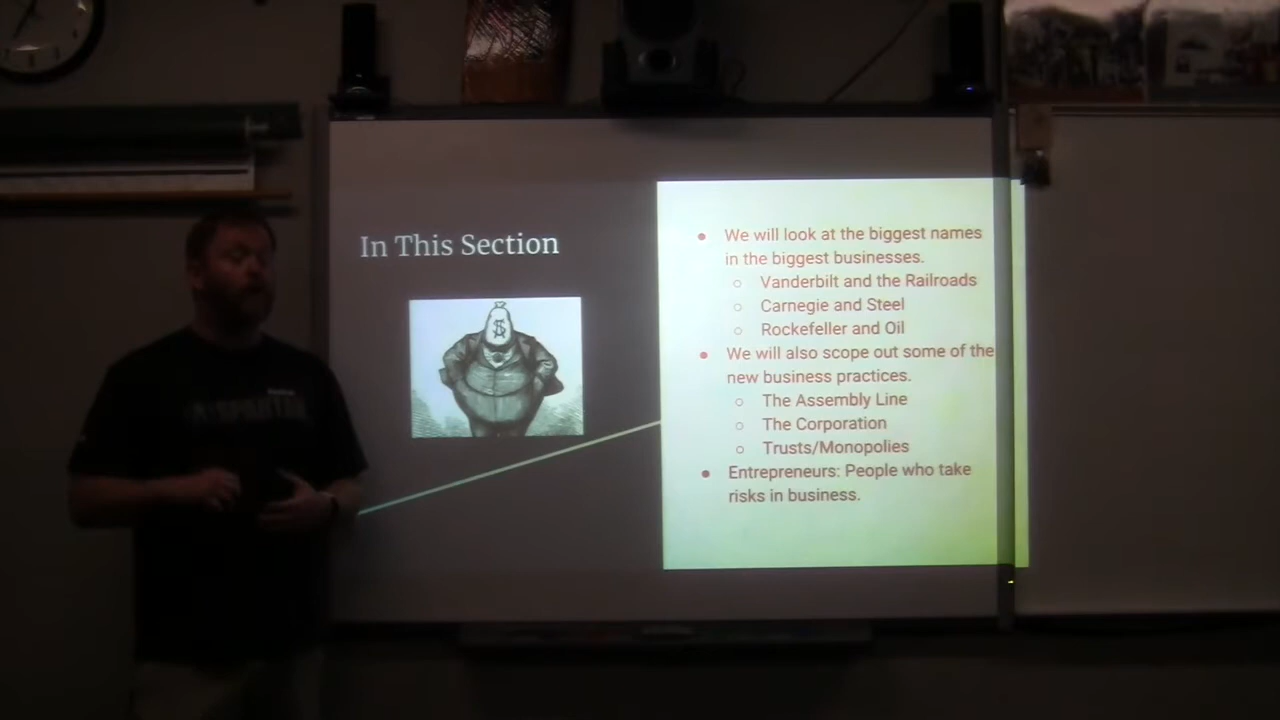 In This Section
$
We will look at the biggest names
in the biggest businesses.
Vanderbilt and the Railroads
Carnegie and Steel
Rockefeller and Oil
We will also scope out some of the
new business practices.
The Assembly Line
The Corporation
Trusts/Monopolies
Entrepreneurs: People who take
risks in business.